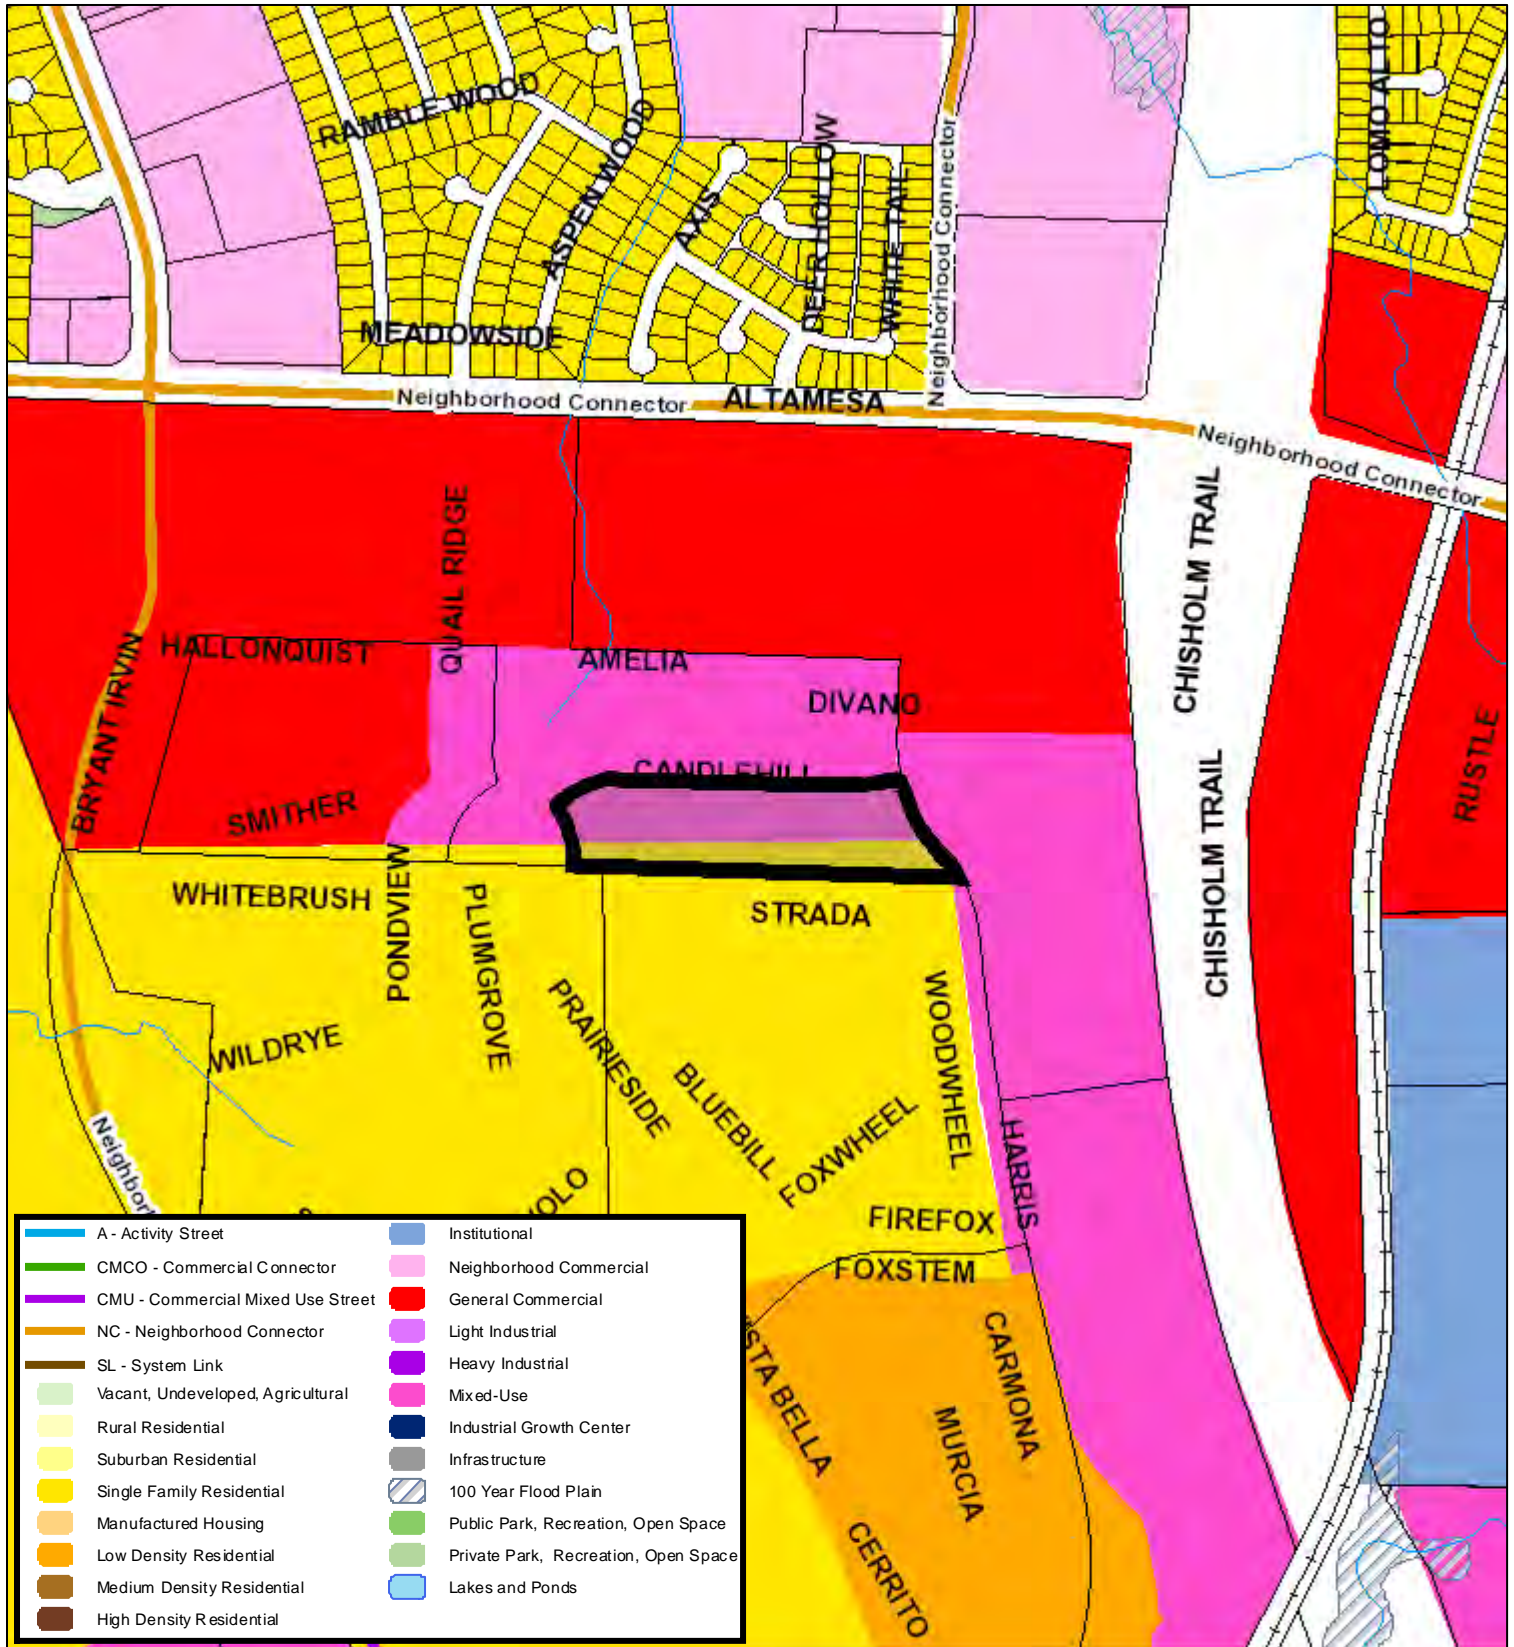 RAMBLE WOOD
ASPEN WOOD
AXIS
DEER HOLLOW
WHITE TAIL
Neighborhood Connector
Neighborhood Connector
LOMO ALTO
MEADOWSIDE
Neighborhood Connector
ALTAMESA
Neighborhood Connector
CHISHOLM TRAIL
QUAIL RIDGE
HALLONQUIST
AMELIA
DIVANO
BRYANT IRVIN
CANDLEHILL
SMITHER
CHISHOLM TRAIL
RUSTLE
WHITEBRUSH
PONDVIEW
PLUMGROVE
STRADA
WILDRYE
PRAIRIESIDE
BLUEBILL
FOXWHEEL
WOODWHEEL
HARRIS
Neighbor
OLO
FIREFOX
FOXSTEM
STA BELLA
CARMONA
MURCIA
CERRITO
A - Activity Street
CMCO - Commercial Connector
CMU - Commercial Mixed Use Street
NC - Neighborhood Connector
SL - System Link
Vacant, Undeveloped, Agricultural
Rural Residential
Suburban Residential
Single Family Residential
Manufactured Housing
Low Density Residential
Medium Density Residential
High Density Residential
Institutional
Neighborhood Commercial
General Commercial
Light Industrial
Heavy Industrial
Mixed-Use
Industrial Growth Center
Infrastructure
100 Year Flood Plain
Public Park, Recreation, Open Space
Private Park, Recreation, Open Space
Lakes and Ponds